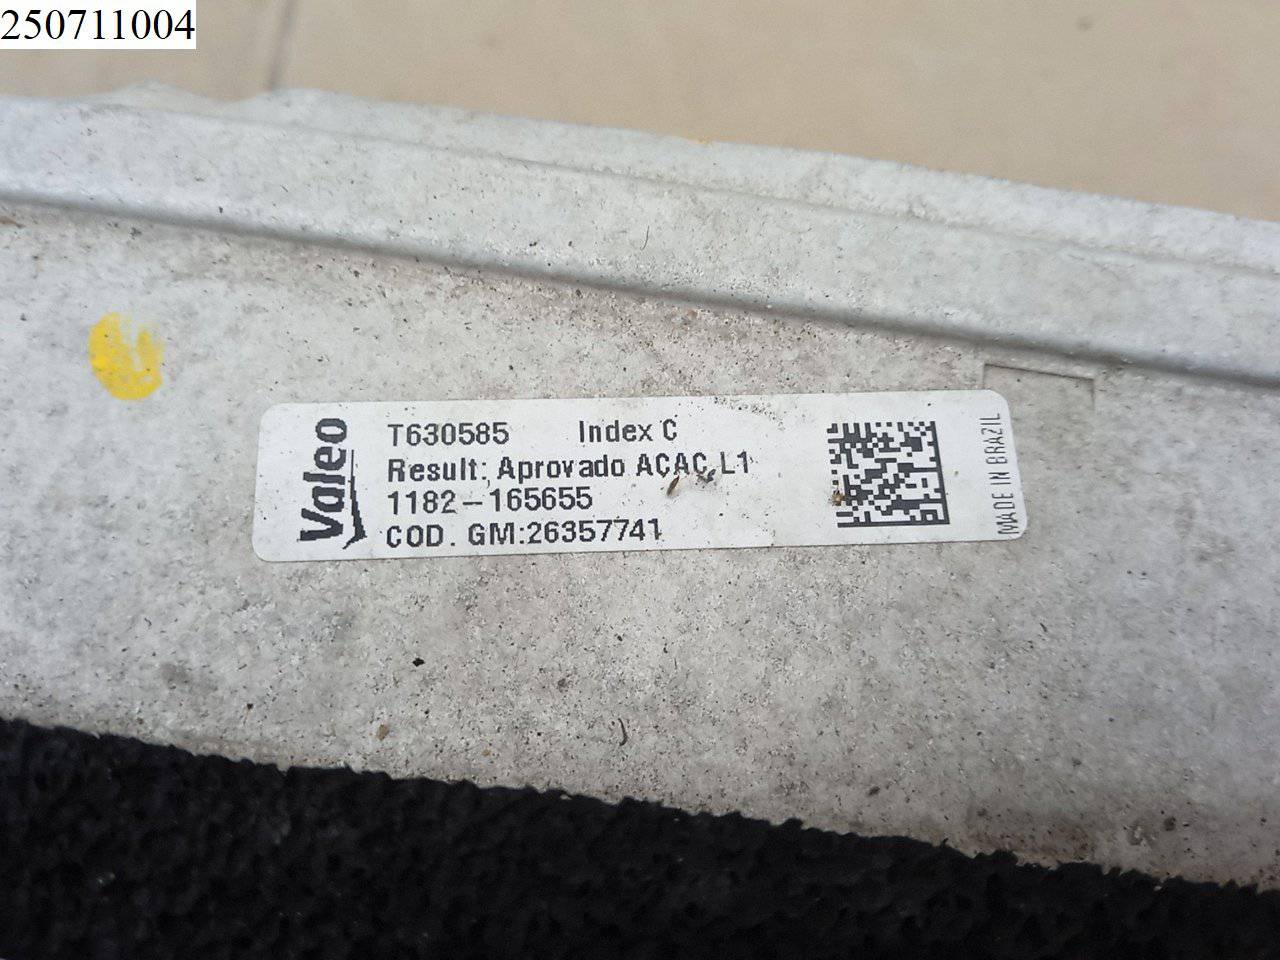 250711004
Valeo
T630585 Index C
Result: Aprovado ACAC L1
1182-165655
COD. GM:26357741
MADE IN BRAZIL